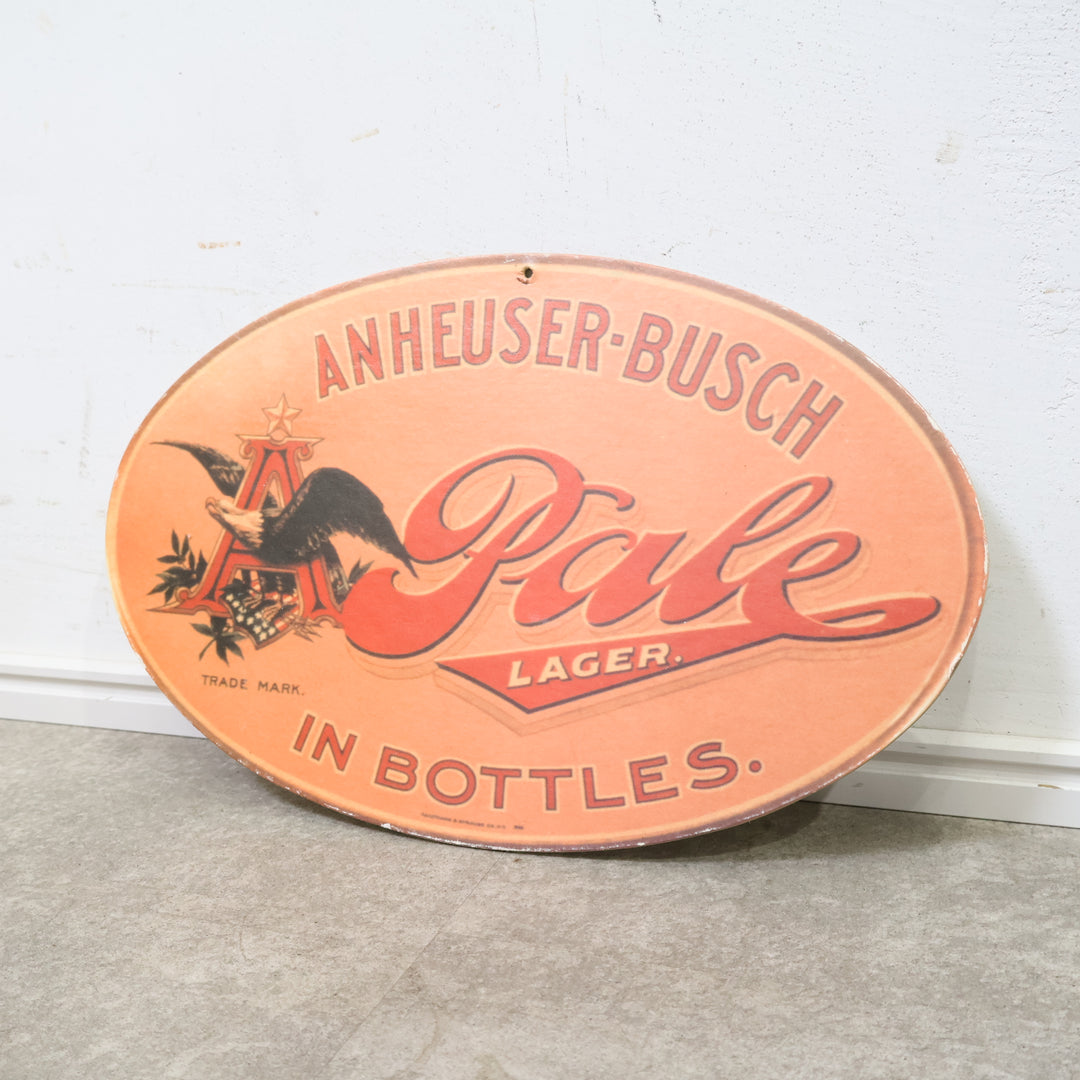 ANHEUSER-BUSCH
A
Pale
LAGER.
TRADE MARK.
IN BOTTLES.